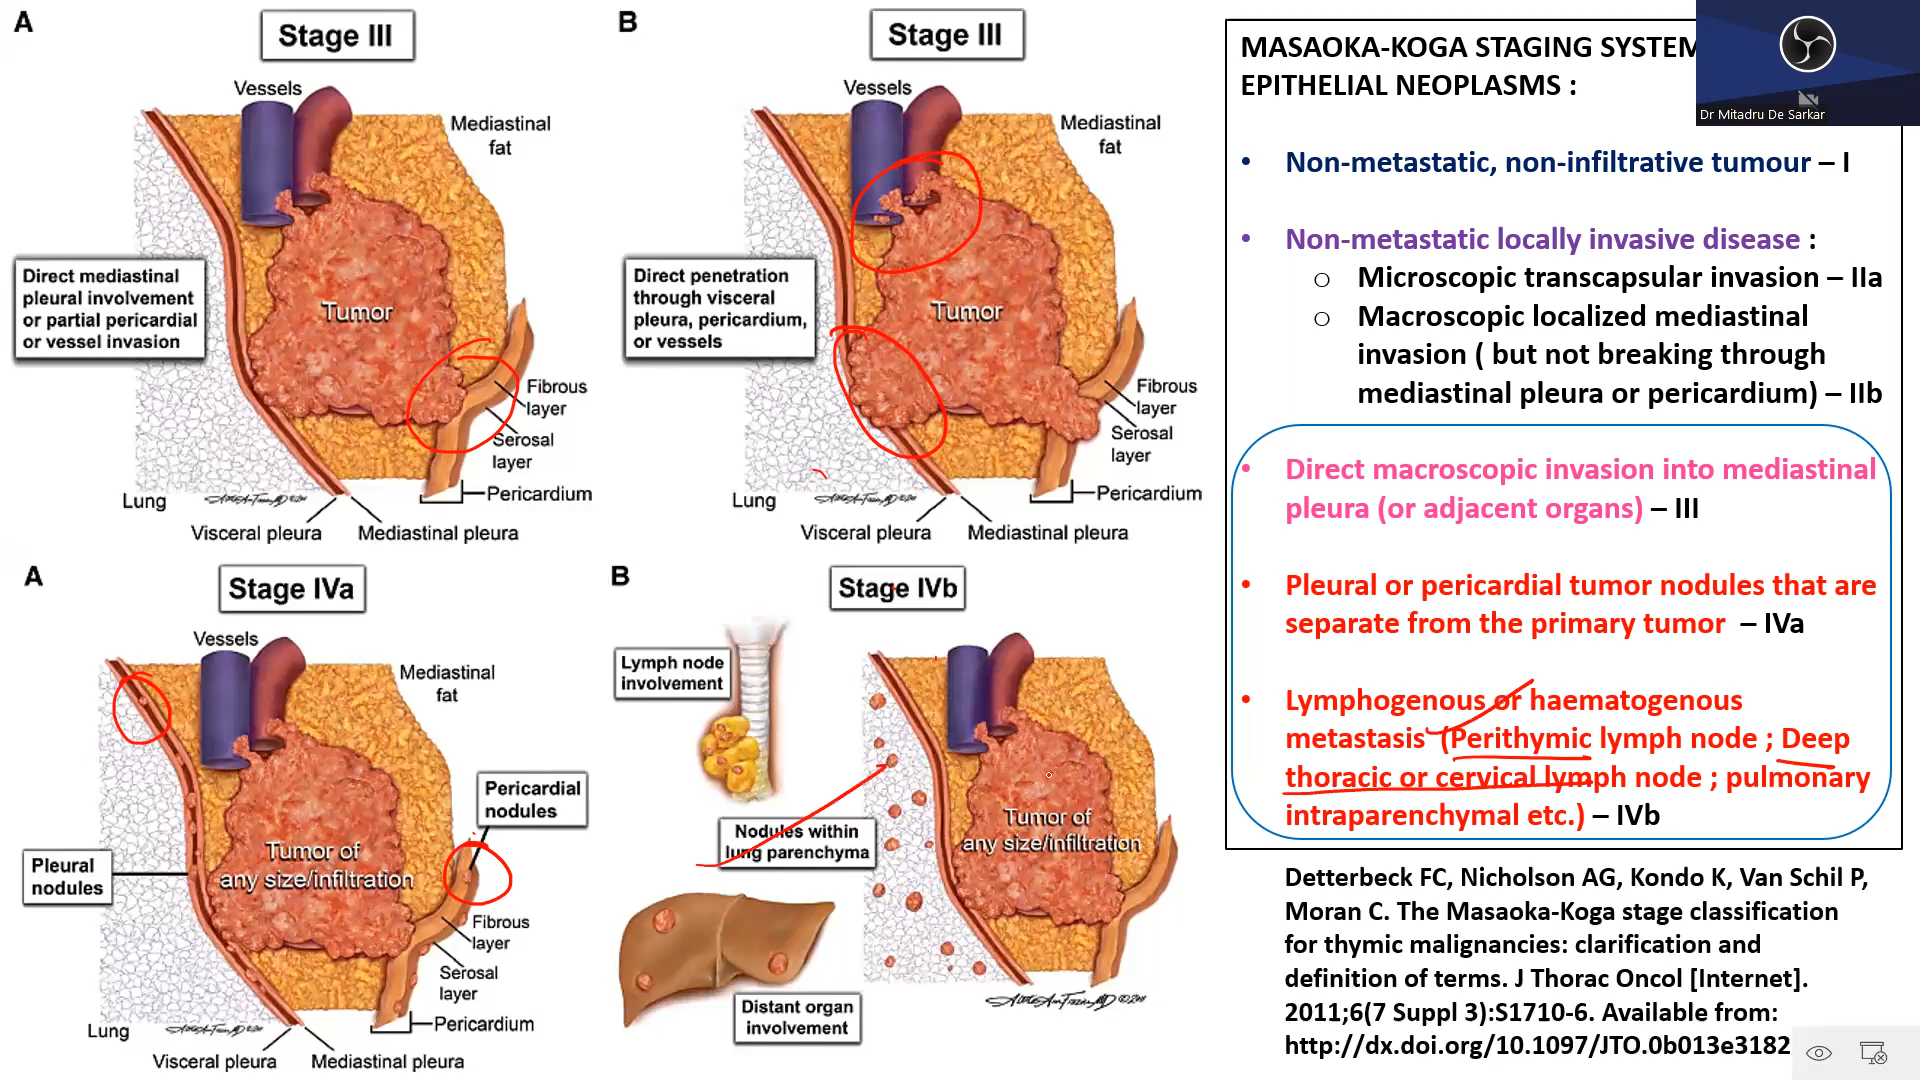 A
Stage III
Vessels
Mediastinal
fat
Direct mediastinal
pleural involvement
or partial pericardial
or vessel invasion
Tumor
Fibrous
layer
Serosal
layer
Pericardium
Lung
Visceral pleura
Mediastinal pleura
B
Stage III
Vessels
Mediastinal
fat
Direct penetration
through visceral
pleura, pericardium,
or vessels
Tumor
Fibrous
layer
Serosal
layer
Pericardium
Lung
Visceral pleura
Mediastinal pleura
A
Stage IVa
Vessels
Mediastinal
fat
Pericardial
nodules
Tumor of
any size/infiltration
Pleural
nodules
Fibrous
layer
Serosal
layer
Pericardium
Lung
Visceral pleura
Mediastinal pleura
B
Stage IVb
Lymph node
involvement
Nodules within
lung parenchyma
Tumor of
any size/infiltration
Distant organ
involvement
MASAOKA-KOGA STAGING SYSTEM
EPITHELIAL NEOPLASMS :
Dr Mitadru De Sarkar
• Non-metastatic, non-infiltrative tumour – I
• Non-metastatic locally invasive disease :
o Microscopic transcapsular invasion – IIa
o Macroscopic localized mediastinal
invasion ( but not breaking through
mediastinal pleura or pericardium) – IIb
• Direct macroscopic invasion into mediastinal
pleura (or adjacent organs) – III
• Pleural or pericardial tumor nodules that are
separate from the primary tumor – IVa
• Lymphogenous or haematogenous
metastasis (Perithymic lymph node ; Deep
thoracic or cervical lymph node ; pulmonary
intraparenchymal etc.) – IVb
Detterbeck FC, Nicholson AG, Kondo K, Van Schil P,
Moran C. The Masaoka-Koga stage classification
for thymic malignancies: clarification and
definition of terms. J Thorac Oncol [Internet].
2011;6(7 Suppl 3):S1710-6. Available from:
http://dx.doi.org/10.1097/JTO.0b013e3182